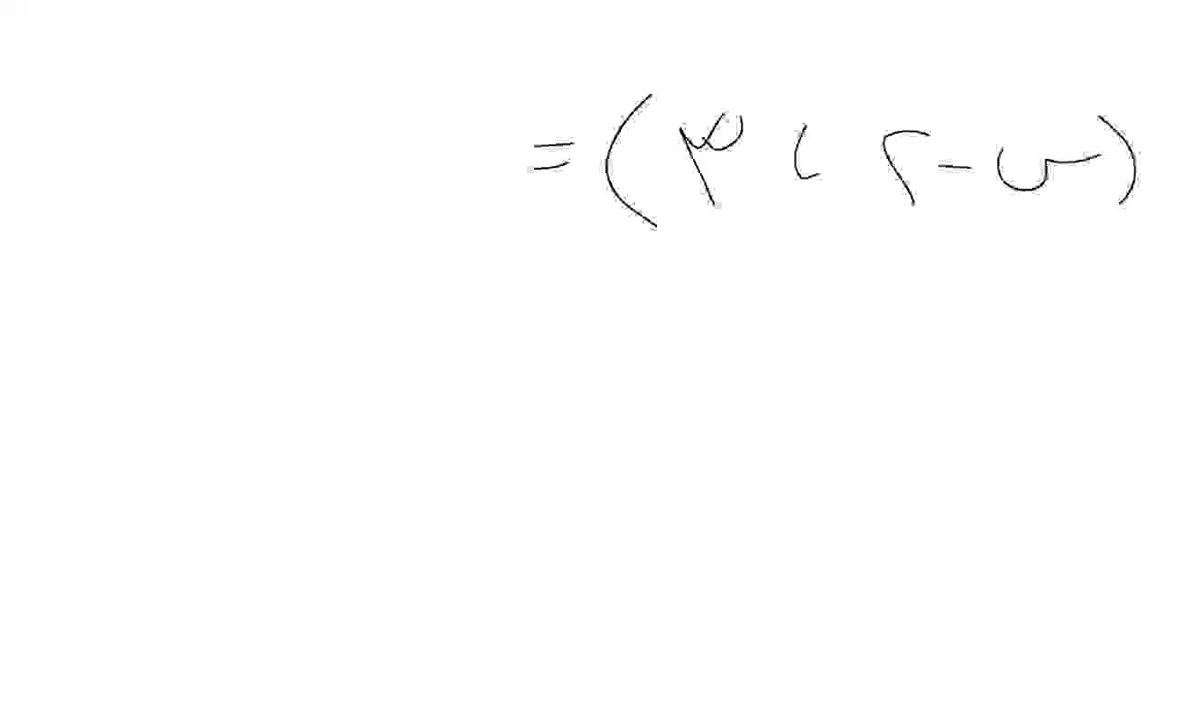 (س - ٢ ، ٣) =